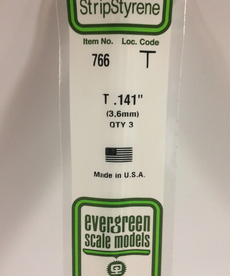 StripStyrene
Item No. Loc. Code
766 T
T .141"
(3,6mm)
QTY 3
Made in U.S.A.
evergreen
scale models